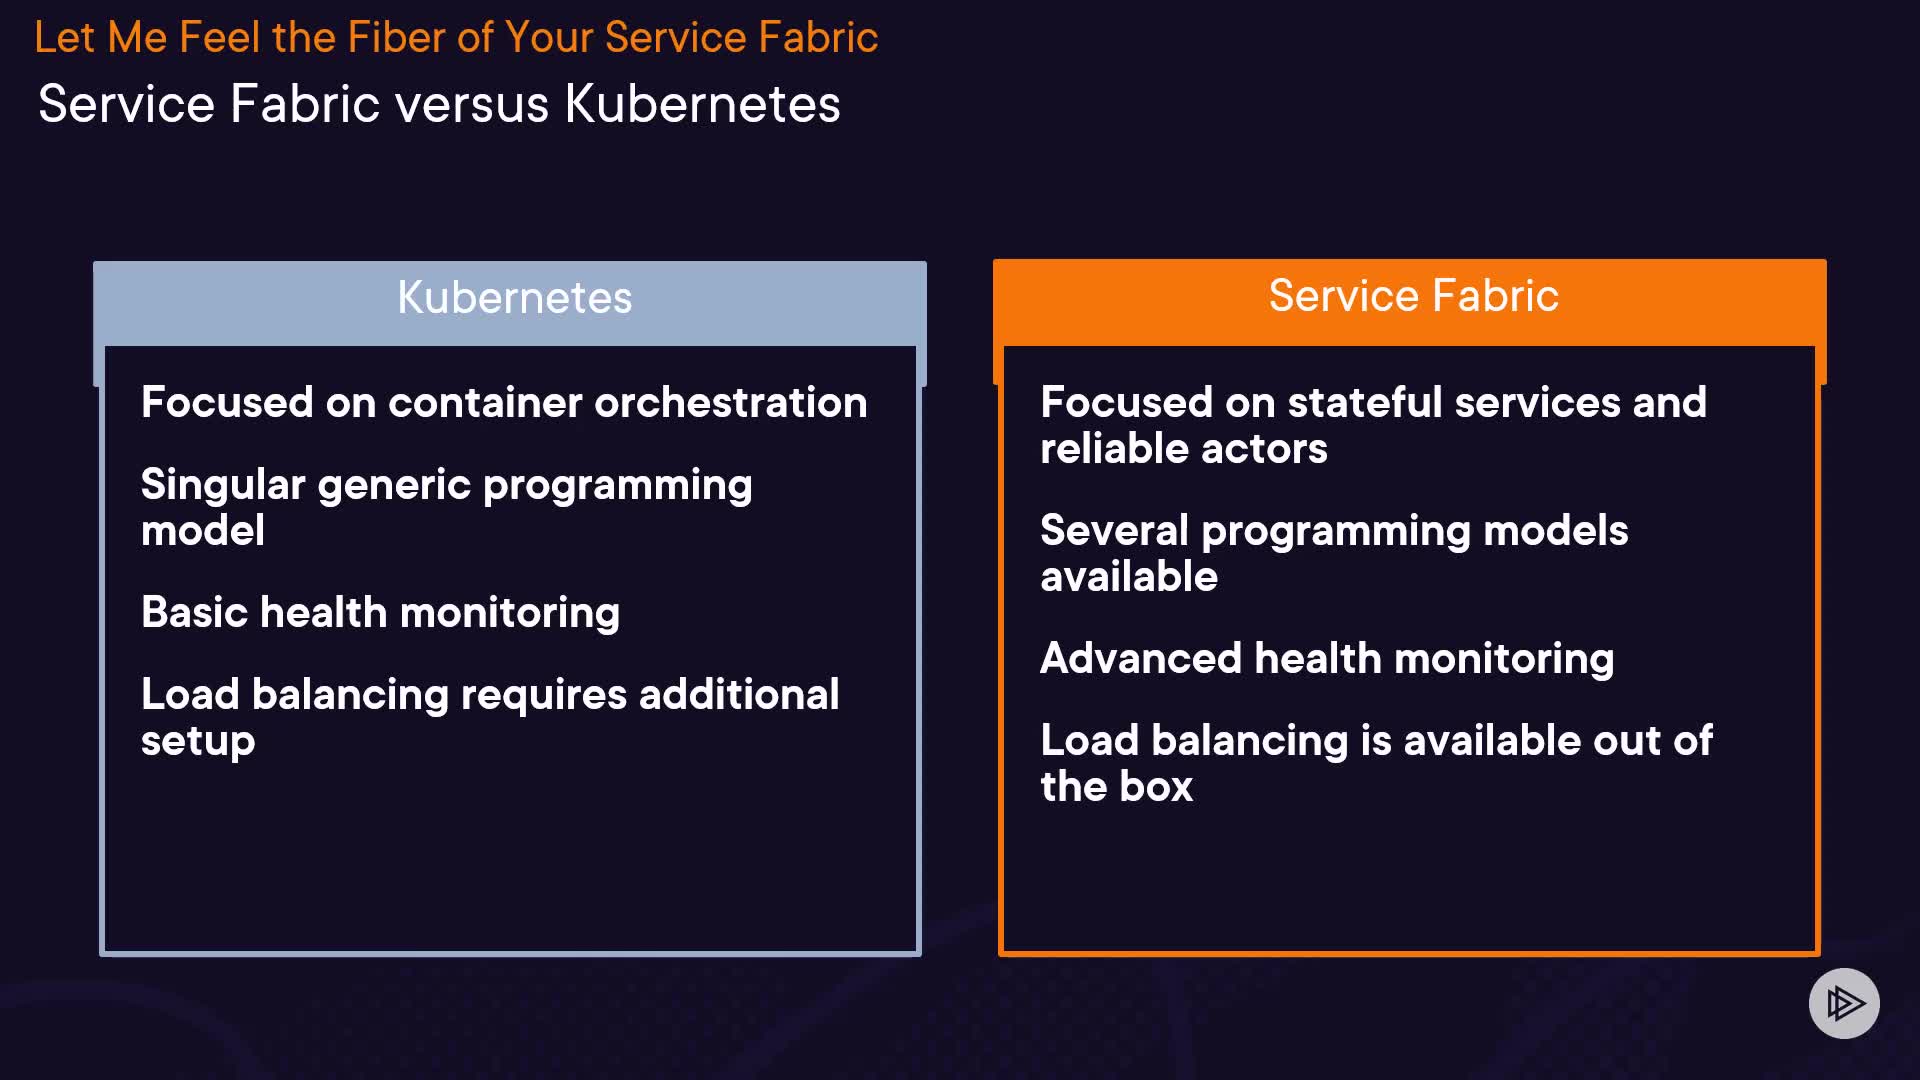 Let Me Feel the Fiber of Your Service Fabric
Service Fabric versus Kubernetes
Kubernetes
Focused on container orchestration
Singular generic programming
model
Basic health monitoring
Load balancing requires additional
setup
Service Fabric
Focused on stateful services and
reliable actors
Several programming models
available
Advanced health monitoring
Load balancing is available out of
the box